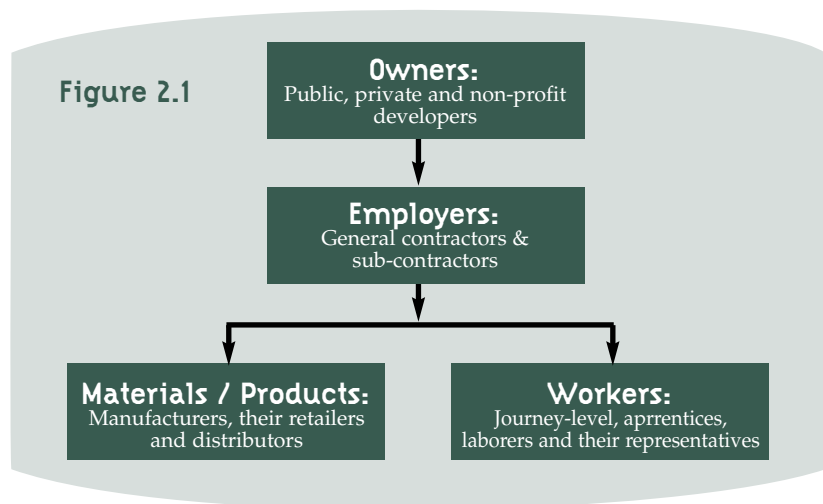 Figure 2.1
Owners:
Public, private and non-profit
developers
Employers:
General contractors &
sub-contractors
Materials / Products:
Manufacturers, their retailers
and distributors
Workers:
Journey-level, aprrentices,
laborers and their representatives